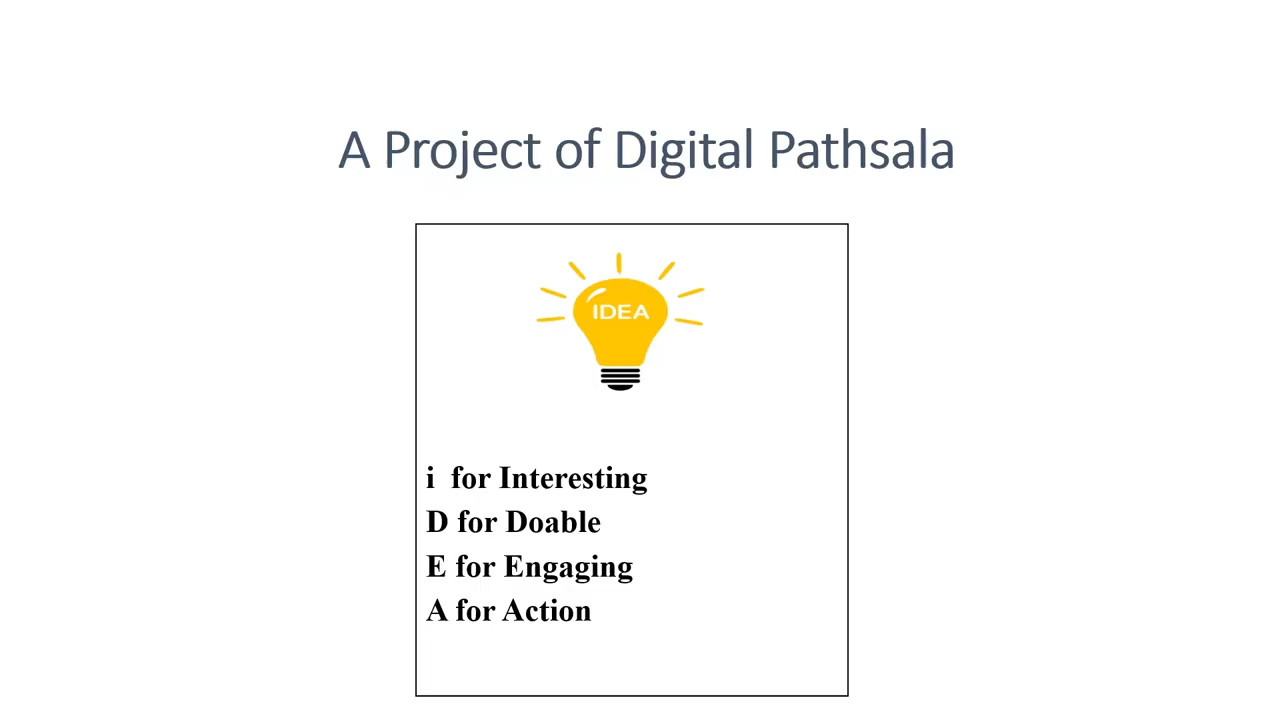 A Project of Digital Pathsala
IDEA
i for Interesting
D for Doable
E for Engaging
A for Action